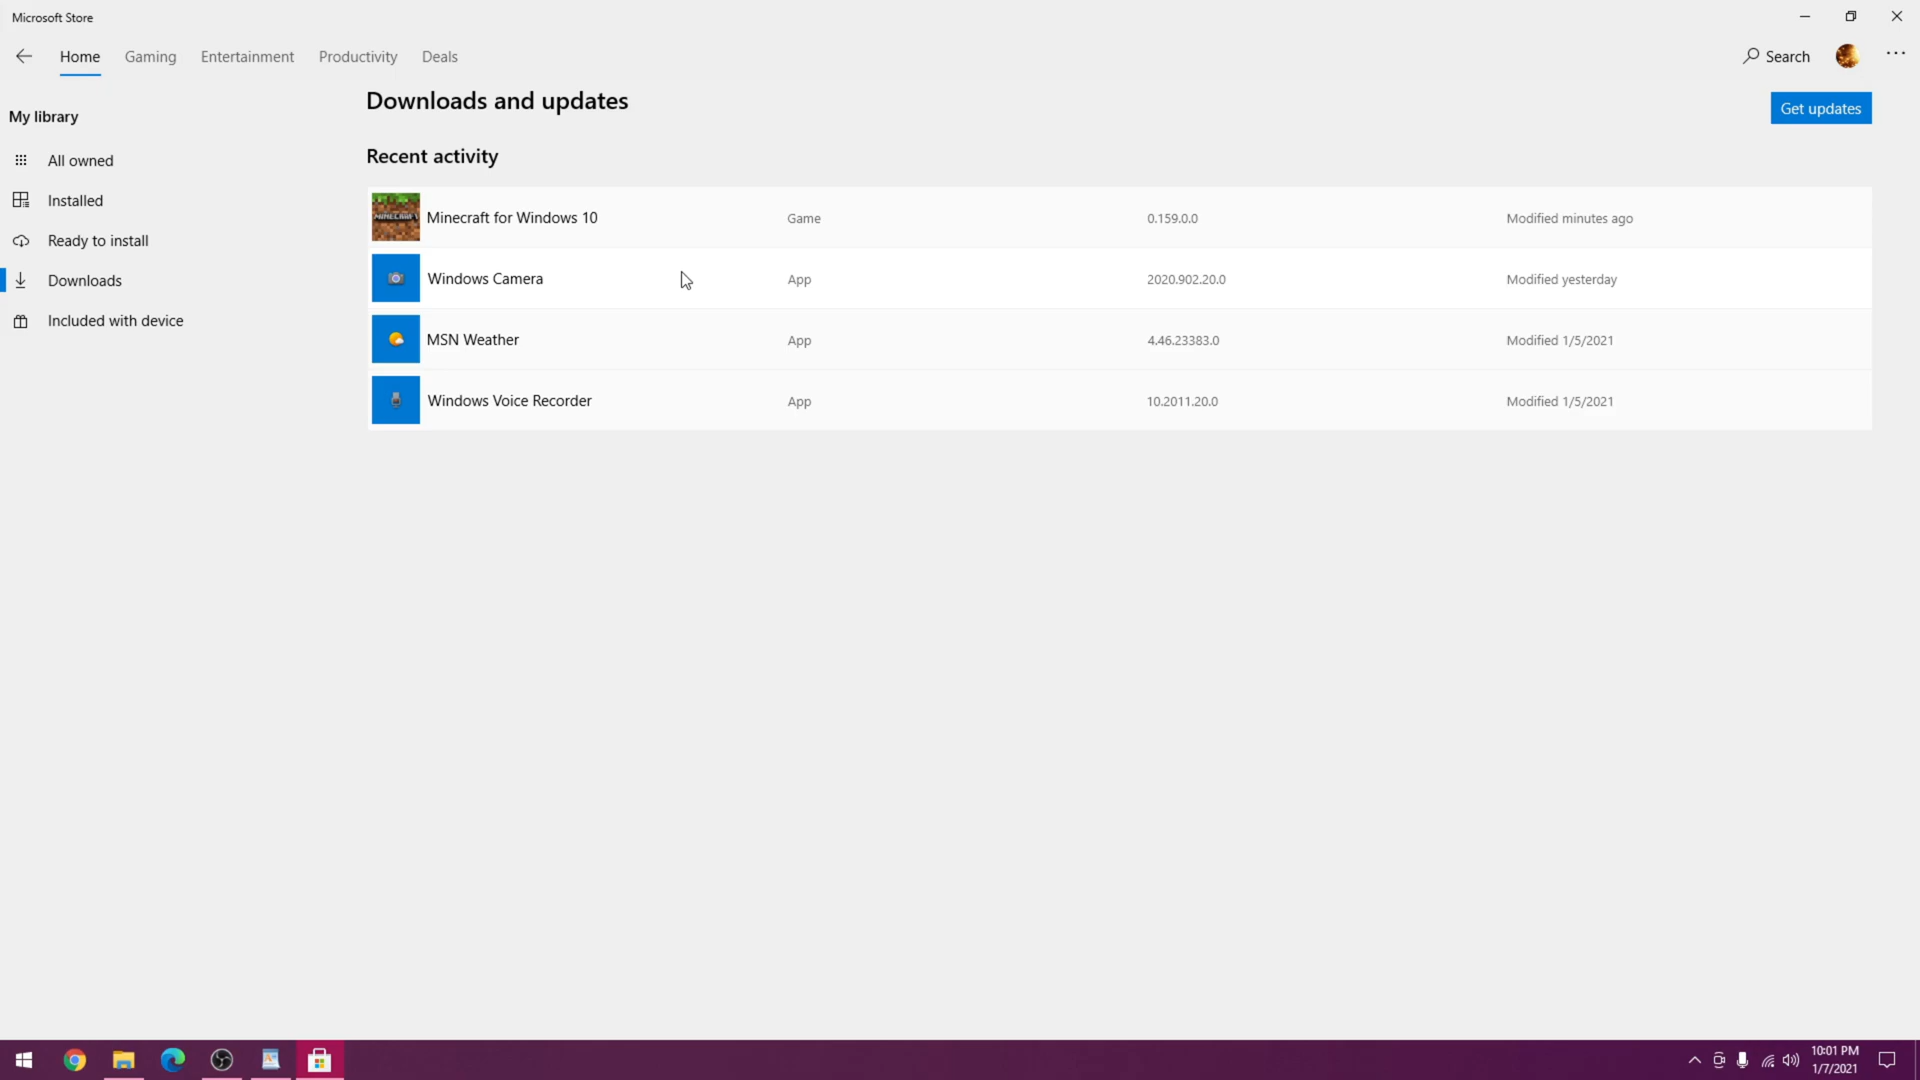 Microsoft Store
Home Gaming Entertainment Productivity Deals Search
My library
All owned
Installed
Ready to install
Downloads
Included with device
Downloads and updates
Get updates
Recent activity
MINECRAFT
Minecraft for Windows 10 Game 0.159.0.0 Modified minutes ago
Windows Camera App 2020.902.20.0 Modified yesterday
MSN Weather App 4.46.23383.0 Modified 1/5/2021
Windows Voice Recorder App 10.2011.20.0 Modified 1/5/2021
10:01 PM
1/7/2021